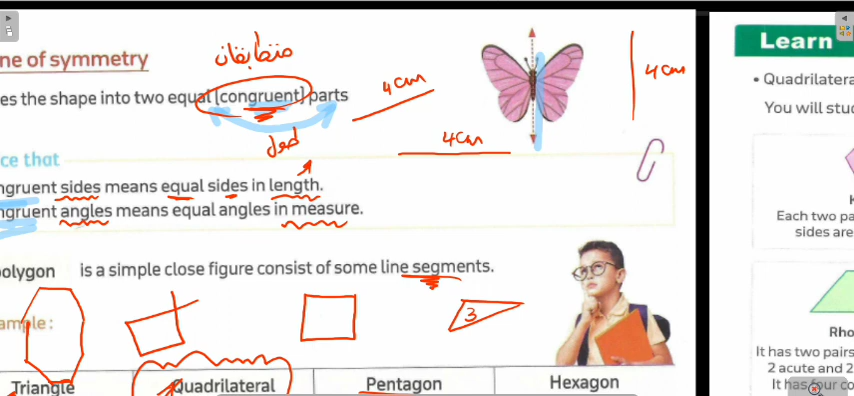 ne of symmetry
متطابقان
es the shape into two equal [congruent] parts
4cm
4cm
4cm
طول
ce that
ngruent sides means equal sides in length.
ngruent angles means equal angles in measure.
polygon is a simple close figure consist of some line segments.
ample :
3
Triangle Quadrilateral Pentagon Hexagon
Learn
• Quadrilatera
You will stud
Each two pa
sides are
Rho
It has two pairs
2 acute and 2
It has four co